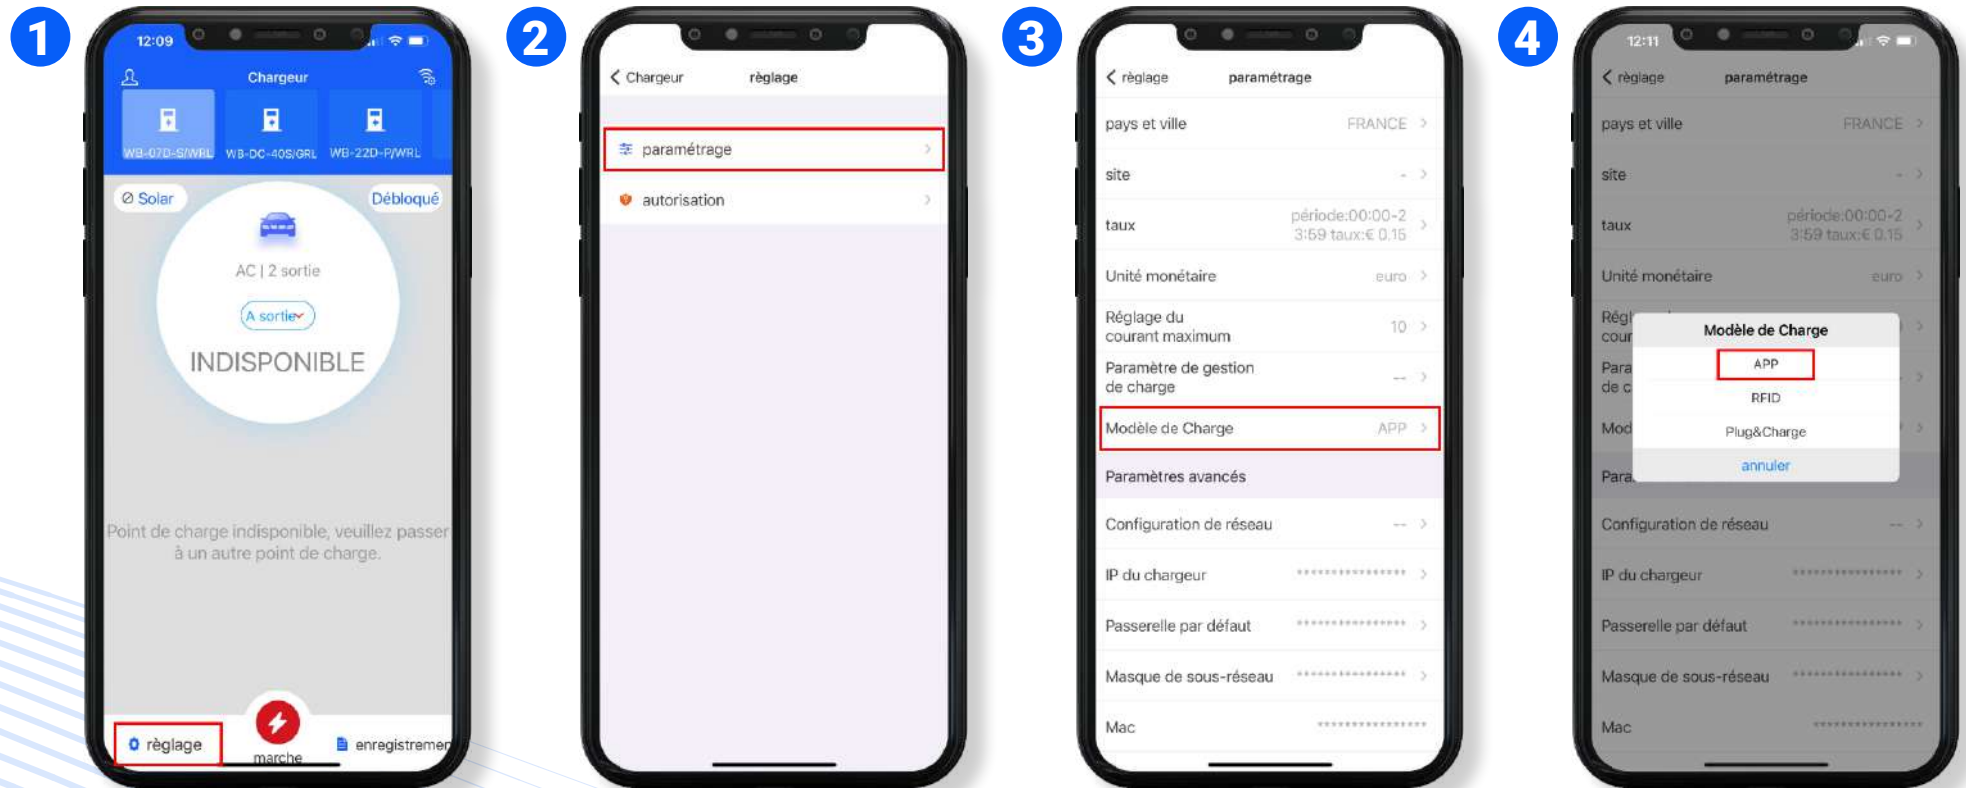 1
12:09
Chargeur
WB-07D-S/WRL WB-DC-40S/GRL WB-22D-P/WRL
Solar
Débloqué
AC | 2 sortie
A sortie
INDISPONIBLE
Point de charge indisponible, veuillez passer
à un autre point de charge.
règlage
marche
enregistremen
2
Chargeur
règlage
paramétrage
autorisation
3
règlage
paramétrage
pays et ville FRANCE
site -
taux période:00:00-2
3:59 taux:€ 0.15
Unité monétaire euro
Réglage du
courant maximum 10
Paramètre de gestion
de charge --
Modèle de Charge APP
Paramètres avancés
Configuration de réseau --
IP du chargeur ****************
Passerelle par défaut ****************
Masque de sous-réseau ****************
Mac ****************
4
12:11
règlage
paramétrage
pays et ville FRANCE
site -
taux période:00:00-2
3:59 taux:€ 0.15
Unité monétaire euro
Régl
cour
Para
de c
Mod
Para
Modèle de Charge
APP
RFID
Plug&Charge
annuler
Configuration de réseau --
IP du chargeur ****************
Passerelle par défaut ****************
Masque de sous-réseau ****************
Mac ****************